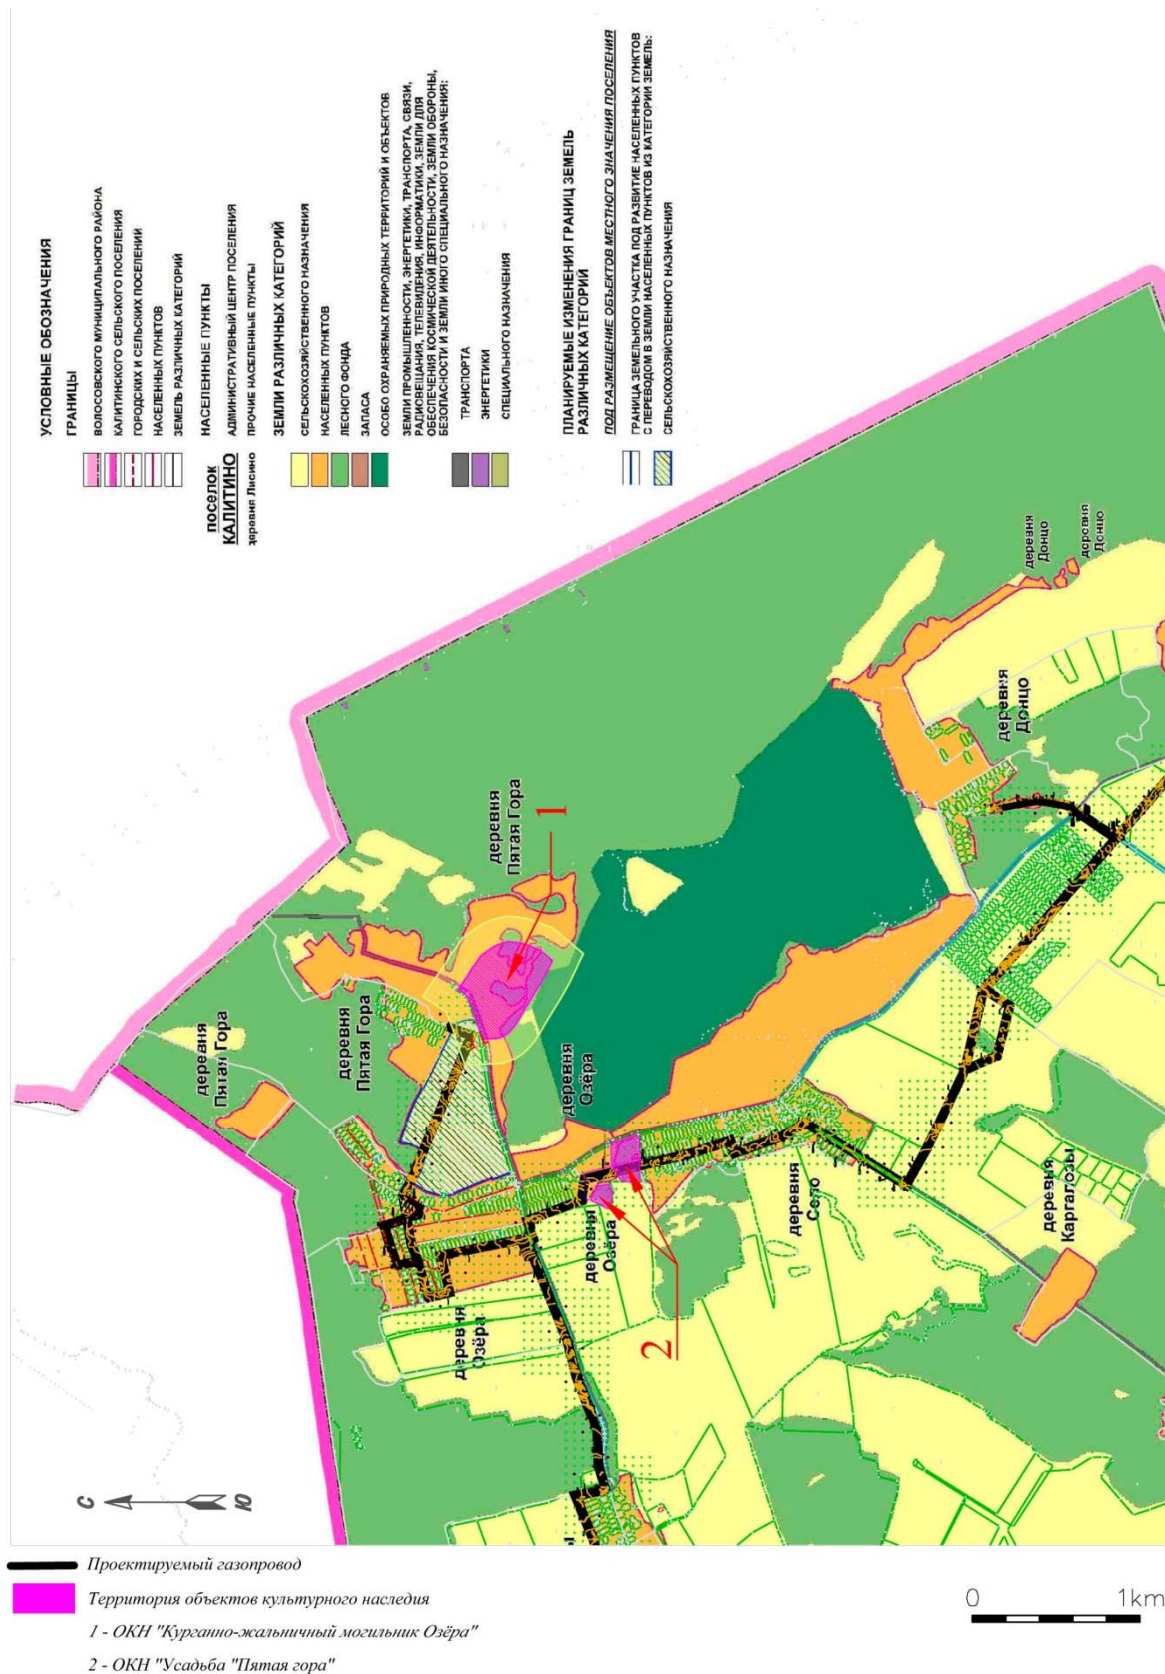 УСЛОВНЫЕ ОБОЗНАЧЕНИЯ
ГРАНИЦЫ
ВОЛОСОВСКОГО МУНИЦИПАЛЬНОГО РАЙОНА
КАЛИТИНСКОГО СЕЛЬСКОГО ПОСЕЛЕНИЯ
ГОРОДСКИХ И СЕЛЬСКИХ ПОСЕЛЕНИЙ
НАСЕЛЕННЫХ ПУНКТОВ
ЗЕМЕЛЬ РАЗЛИЧНЫХ КАТЕГОРИЙ
НАСЕЛЕННЫЕ ПУНКТЫ
поселок
КАЛИТИНО
АДМИНИСТРАТИВНЫЙ ЦЕНТР ПОСЕЛЕНИЯ
деревня Лисино
ПРОЧИЕ НАСЕЛЕННЫЕ ПУНКТЫ
ЗЕМЛИ РАЗЛИЧНЫХ КАТЕГОРИЙ
СЕЛЬСКОХОЗЯЙСТВЕННОГО НАЗНАЧЕНИЯ
НАСЕЛЕННЫХ ПУНКТОВ
ЛЕСНОГО ФОНДА
ЗАПАСА
ОСОБО ОХРАНЯЕМЫХ ПРИРОДНЫХ ТЕРРИТОРИЙ И ОБЪЕКТОВ
ЗЕМЛИ ПРОМЫШЛЕННОСТИ, ЭНЕРГЕТИКИ, ТРАНСПОРТА, СВЯЗИ,
РАДИОВЕЩАНИЯ, ТЕЛЕВИДЕНИЯ, ИНФОРМАТИКИ, ЗЕМЛИ ДЛЯ
ОБЕСПЕЧЕНИЯ КОСМИЧЕСКОЙ ДЕЯТЕЛЬНОСТИ, ЗЕМЛИ ОБОРОНЫ,
БЕЗОПАСНОСТИ И ЗЕМЛИ ИНОГО СПЕЦИАЛЬНОГО НАЗНАЧЕНИЯ:
ТРАНСПОРТА
ЭНЕРГЕТИКИ
СПЕЦИАЛЬНОГО НАЗНАЧЕНИЯ
ПЛАНИРУЕМЫЕ ИЗМЕНЕНИЯ ГРАНИЦ ЗЕМЕЛЬ
РАЗЛИЧНЫХ КАТЕГОРИЙ
ПОД РАЗМЕЩЕНИЕ ОБЪЕКТОВ МЕСТНОГО ЗНАЧЕНИЯ ПОСЕЛЕНИЯ
ГРАНИЦА ЗЕМЕЛЬНОГО УЧАСТКА ПОД РАЗВИТИЕ НАСЕЛЕННЫХ ПУНКТОВ
С ПЕРЕВОДОМ В ЗЕМЛИ НАСЕЛЕННЫХ ПУНКТОВ ИЗ КАТЕГОРИИ ЗЕМЕЛЬ:
СЕЛЬСКОХОЗЯЙСТВЕННОГО НАЗНАЧЕНИЯ
деревня
Пятая Гора
деревня
Пятая Гора
деревня
Пятая Гора
1
деревня
Озёра
деревня
Озёра
деревня
Озёра
2
деревня
Сето
деревня
Каргалозы
деревня
Донцо
деревня
Донцо
деревня
Донцо
С
Ю
Проектируемый газопровод
Территория объектов культурного наследия
1 - ОКН "Курганно-жальничный могильник Озёра"
2 - ОКН "Усадьба "Пятая гора"
0 1km